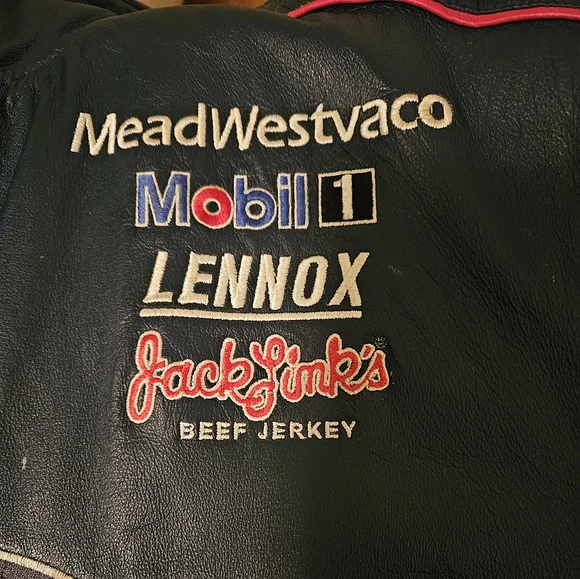 MeadWestvaco
Mobil 1
LENNOX
Jack Link's
BEEF JERKEY